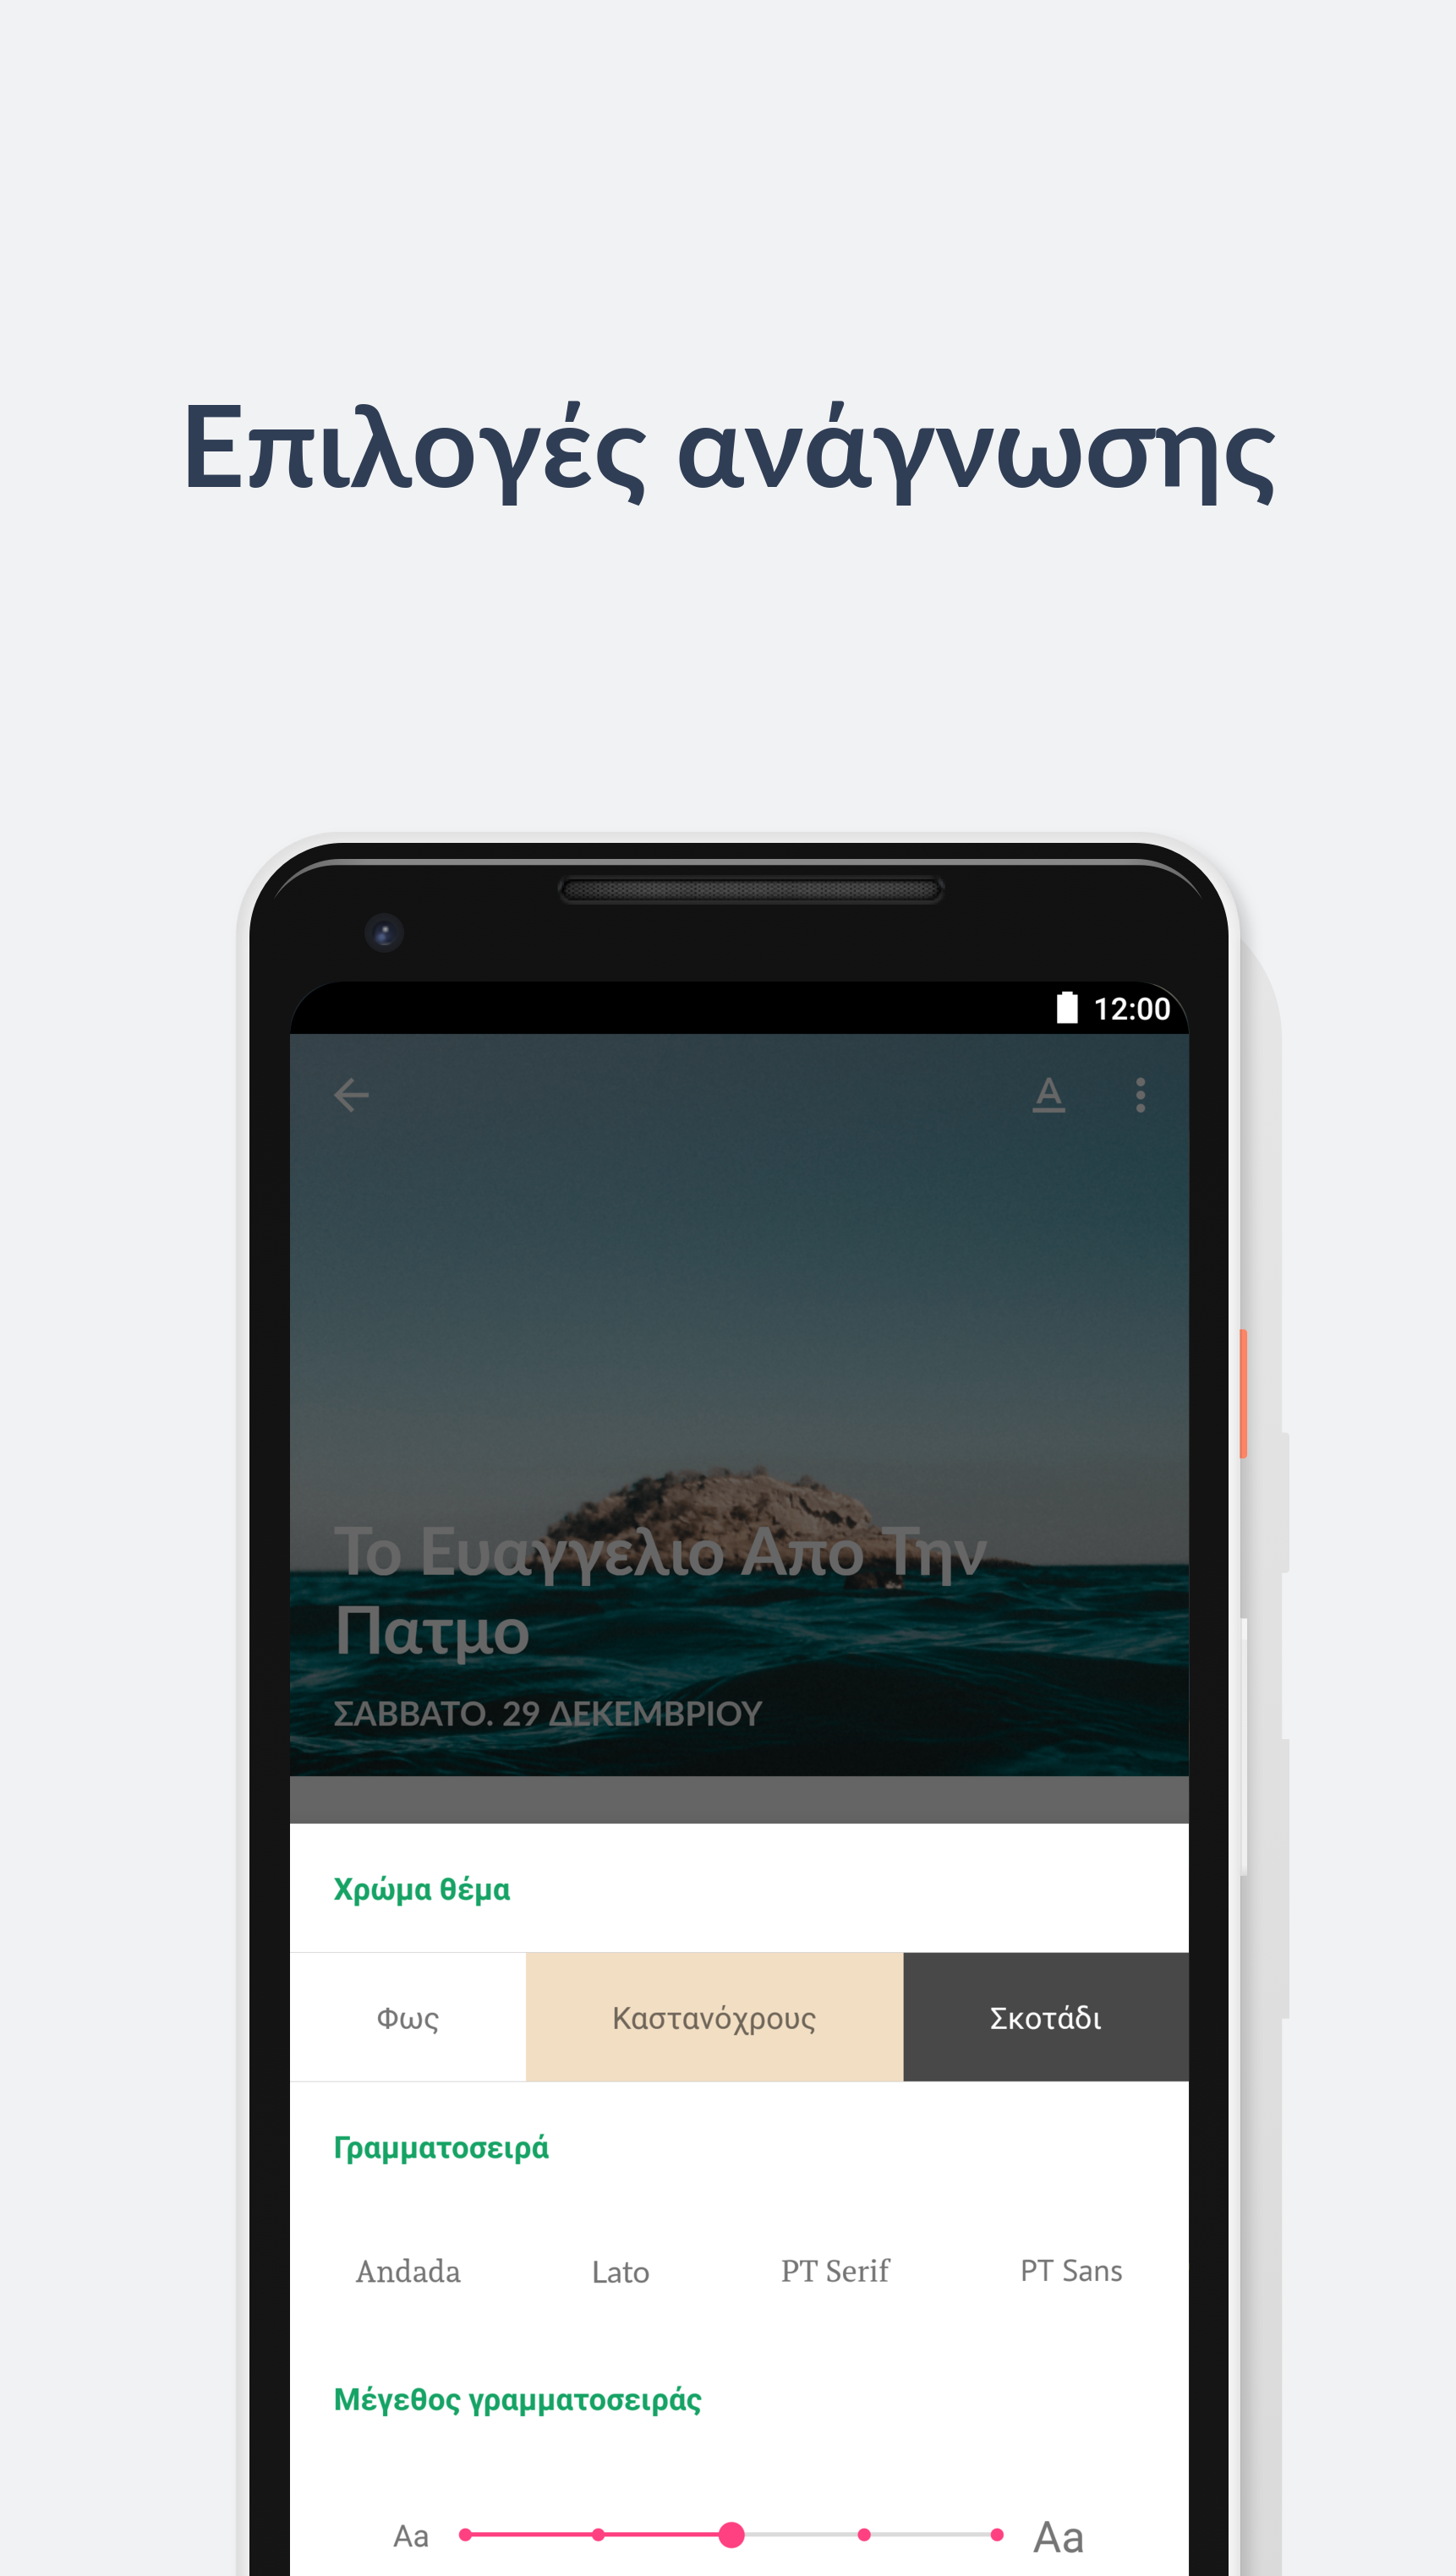 Επιλογές ανάγνωσης
12:00
A
Το Ευαγγελιο Απο Την
Πατμο
ΣΑΒΒΑΤΟ. 29 ΔΕΚΕΜΒΡΙΟΥ
Χρώμα θέμα
Φως Καστανόχρους Σκοτάδι
Γραμματοσειρά
Andada Lato PT Serif PT Sans
Μέγεθος γραμματοσειράς
Aa Aa